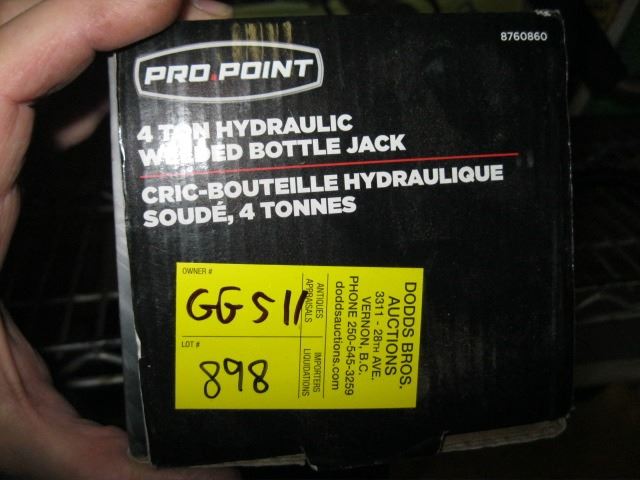 8760860
PRO.POINT
4 TON HYDRAULIC
WELDED BOTTLE JACK
CRIC-BOUTEILLE HYDRAULIQUE
SOUDÉ, 4 TONNES
OWNER #
GG511
LOT #
898
ANTIQUES
APPRAISALS
IMPORTERS
LIQUIDATIONS
DODDS BROS.
AUCTIONS
3311 - 28TH AVE.
VERNON, B.C.
PHONE 250-545-3259
doddsauctions.com